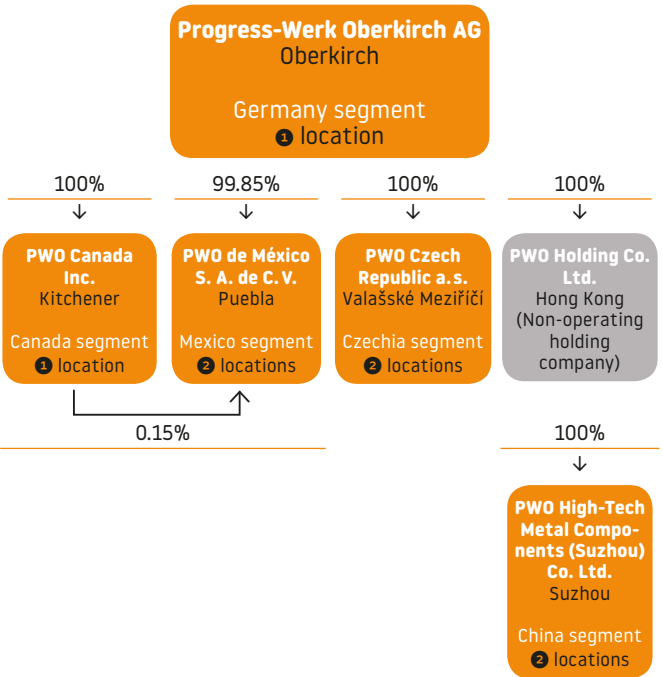 Progress-Werk Oberkirch AG
Oberkirch
Germany segment
1 location
100%
99.85%
100%
100%
PWO Canada
Inc.
Kitchener
Canada segment
1 location
PWO de México
S. A. de C. V.
Puebla
Mexico segment
2 locations
PWO Czech
Republic a. s.
Valašské Meziříčí
Czechia segment
2 locations
PWO Holding Co.
Ltd.
Hong Kong
(Non-operating
holding
company)
0.15%
100%
PWO High-Tech
Metal Compo-
nents (Suzhou)
Co. Ltd.
Suzhou
China segment
2 locations